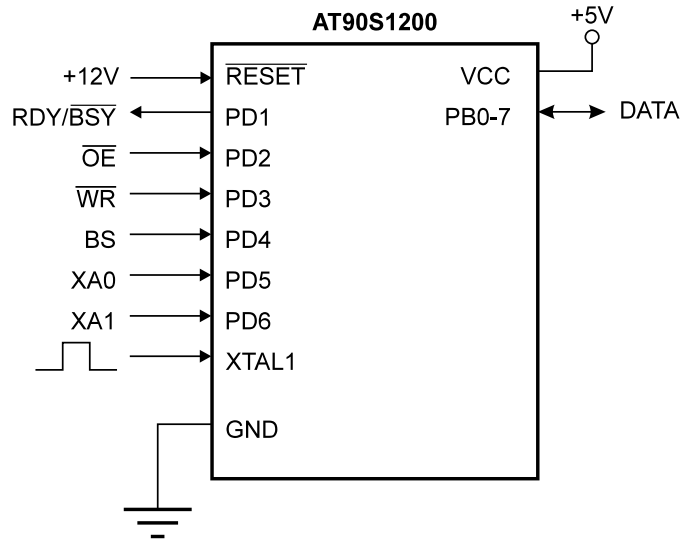 AT90S1200
+5V
+12V RESET VCC
RDY/BSY PD1 PB0-7 DATA
OE PD2
WR PD3
BS PD4
XA0 PD5
XA1 PD6
XTAL1
GND